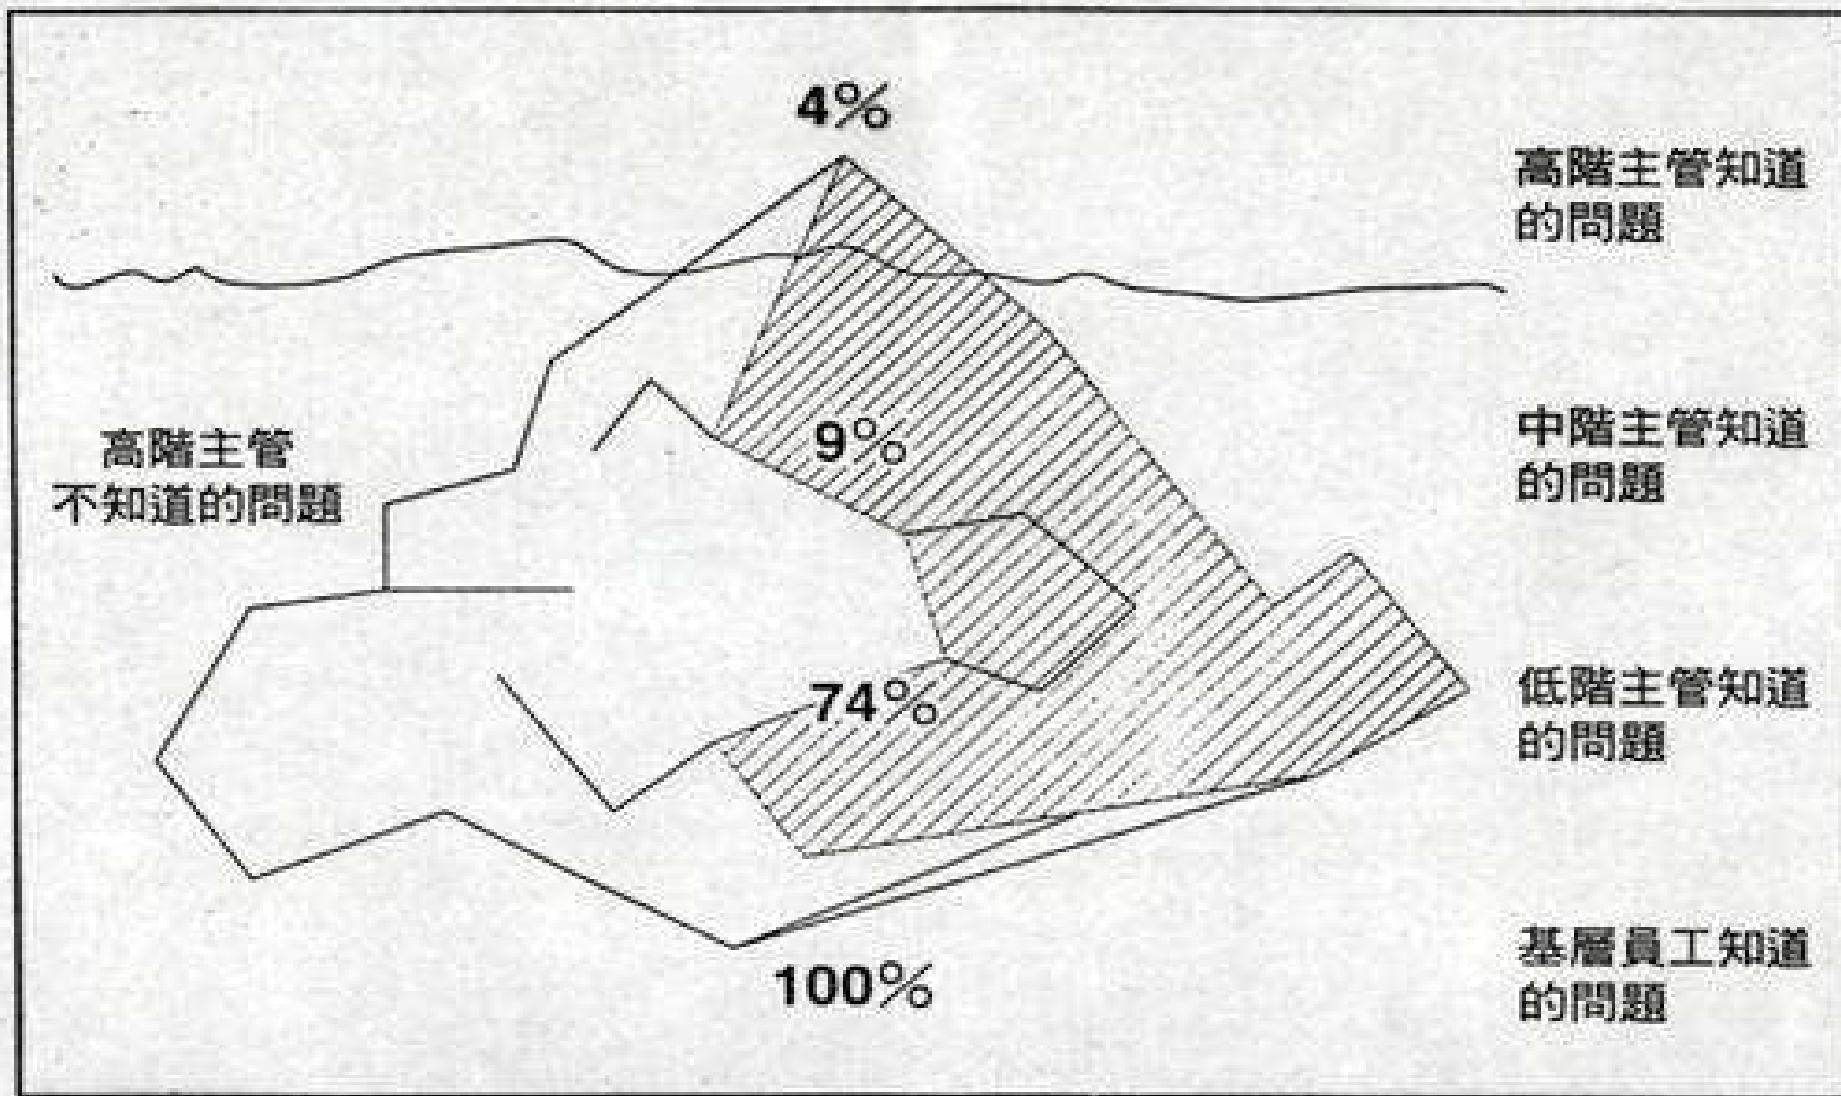 4%
高階主管知道
的問題
9%
中階主管知道
的問題
高階主管
不知道的問題
74%
低階主管知道
的問題
100%
基層員工知道
的問題